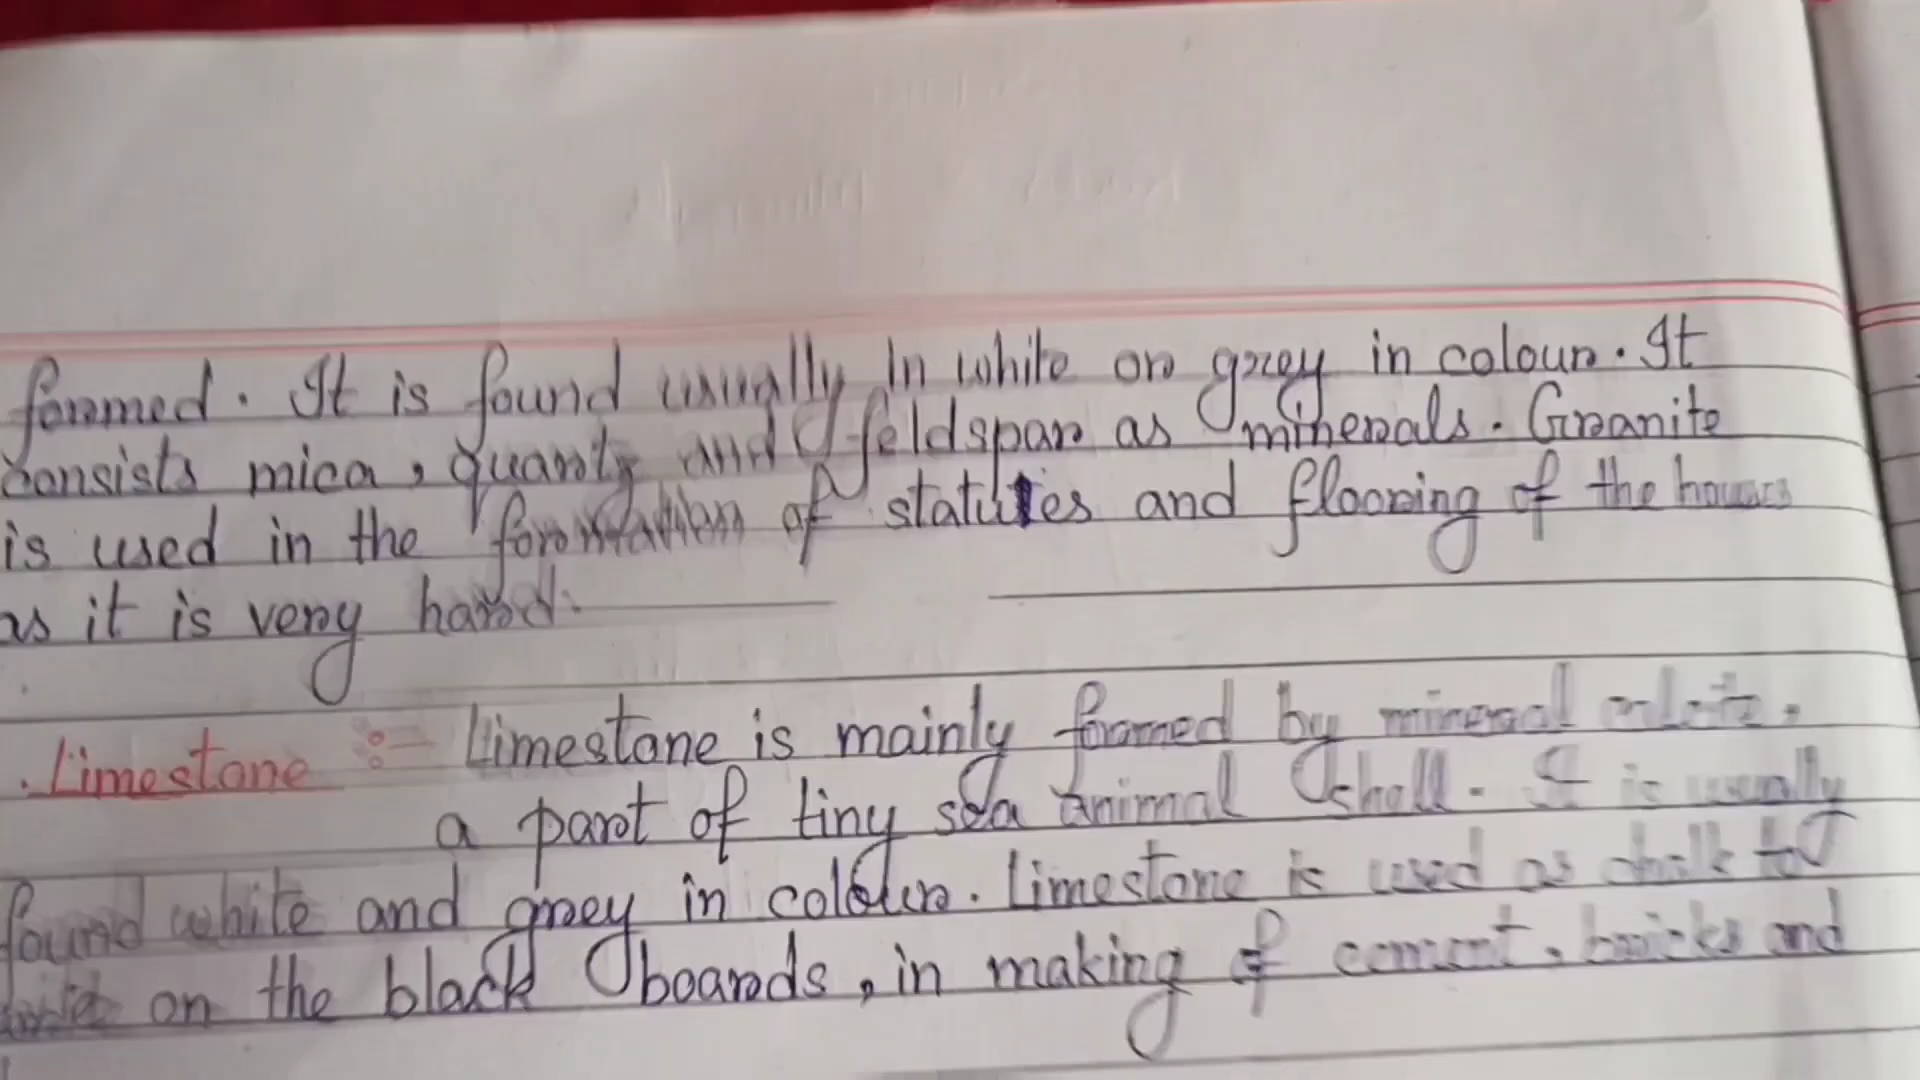 formed. It is found usually in white or grey in colour. It
consists mica, quartz and feldspar as minerals. Granite
is used in the formation of statutes and flooring of the houses
as it is very hard.
Limestone :- Limestone is mainly formed by mineral
a part of tiny sea animal shell. It is usually
found white and grey in colour. Limestone is used as chalk to
write on the black boards, in making of cement, bricks and